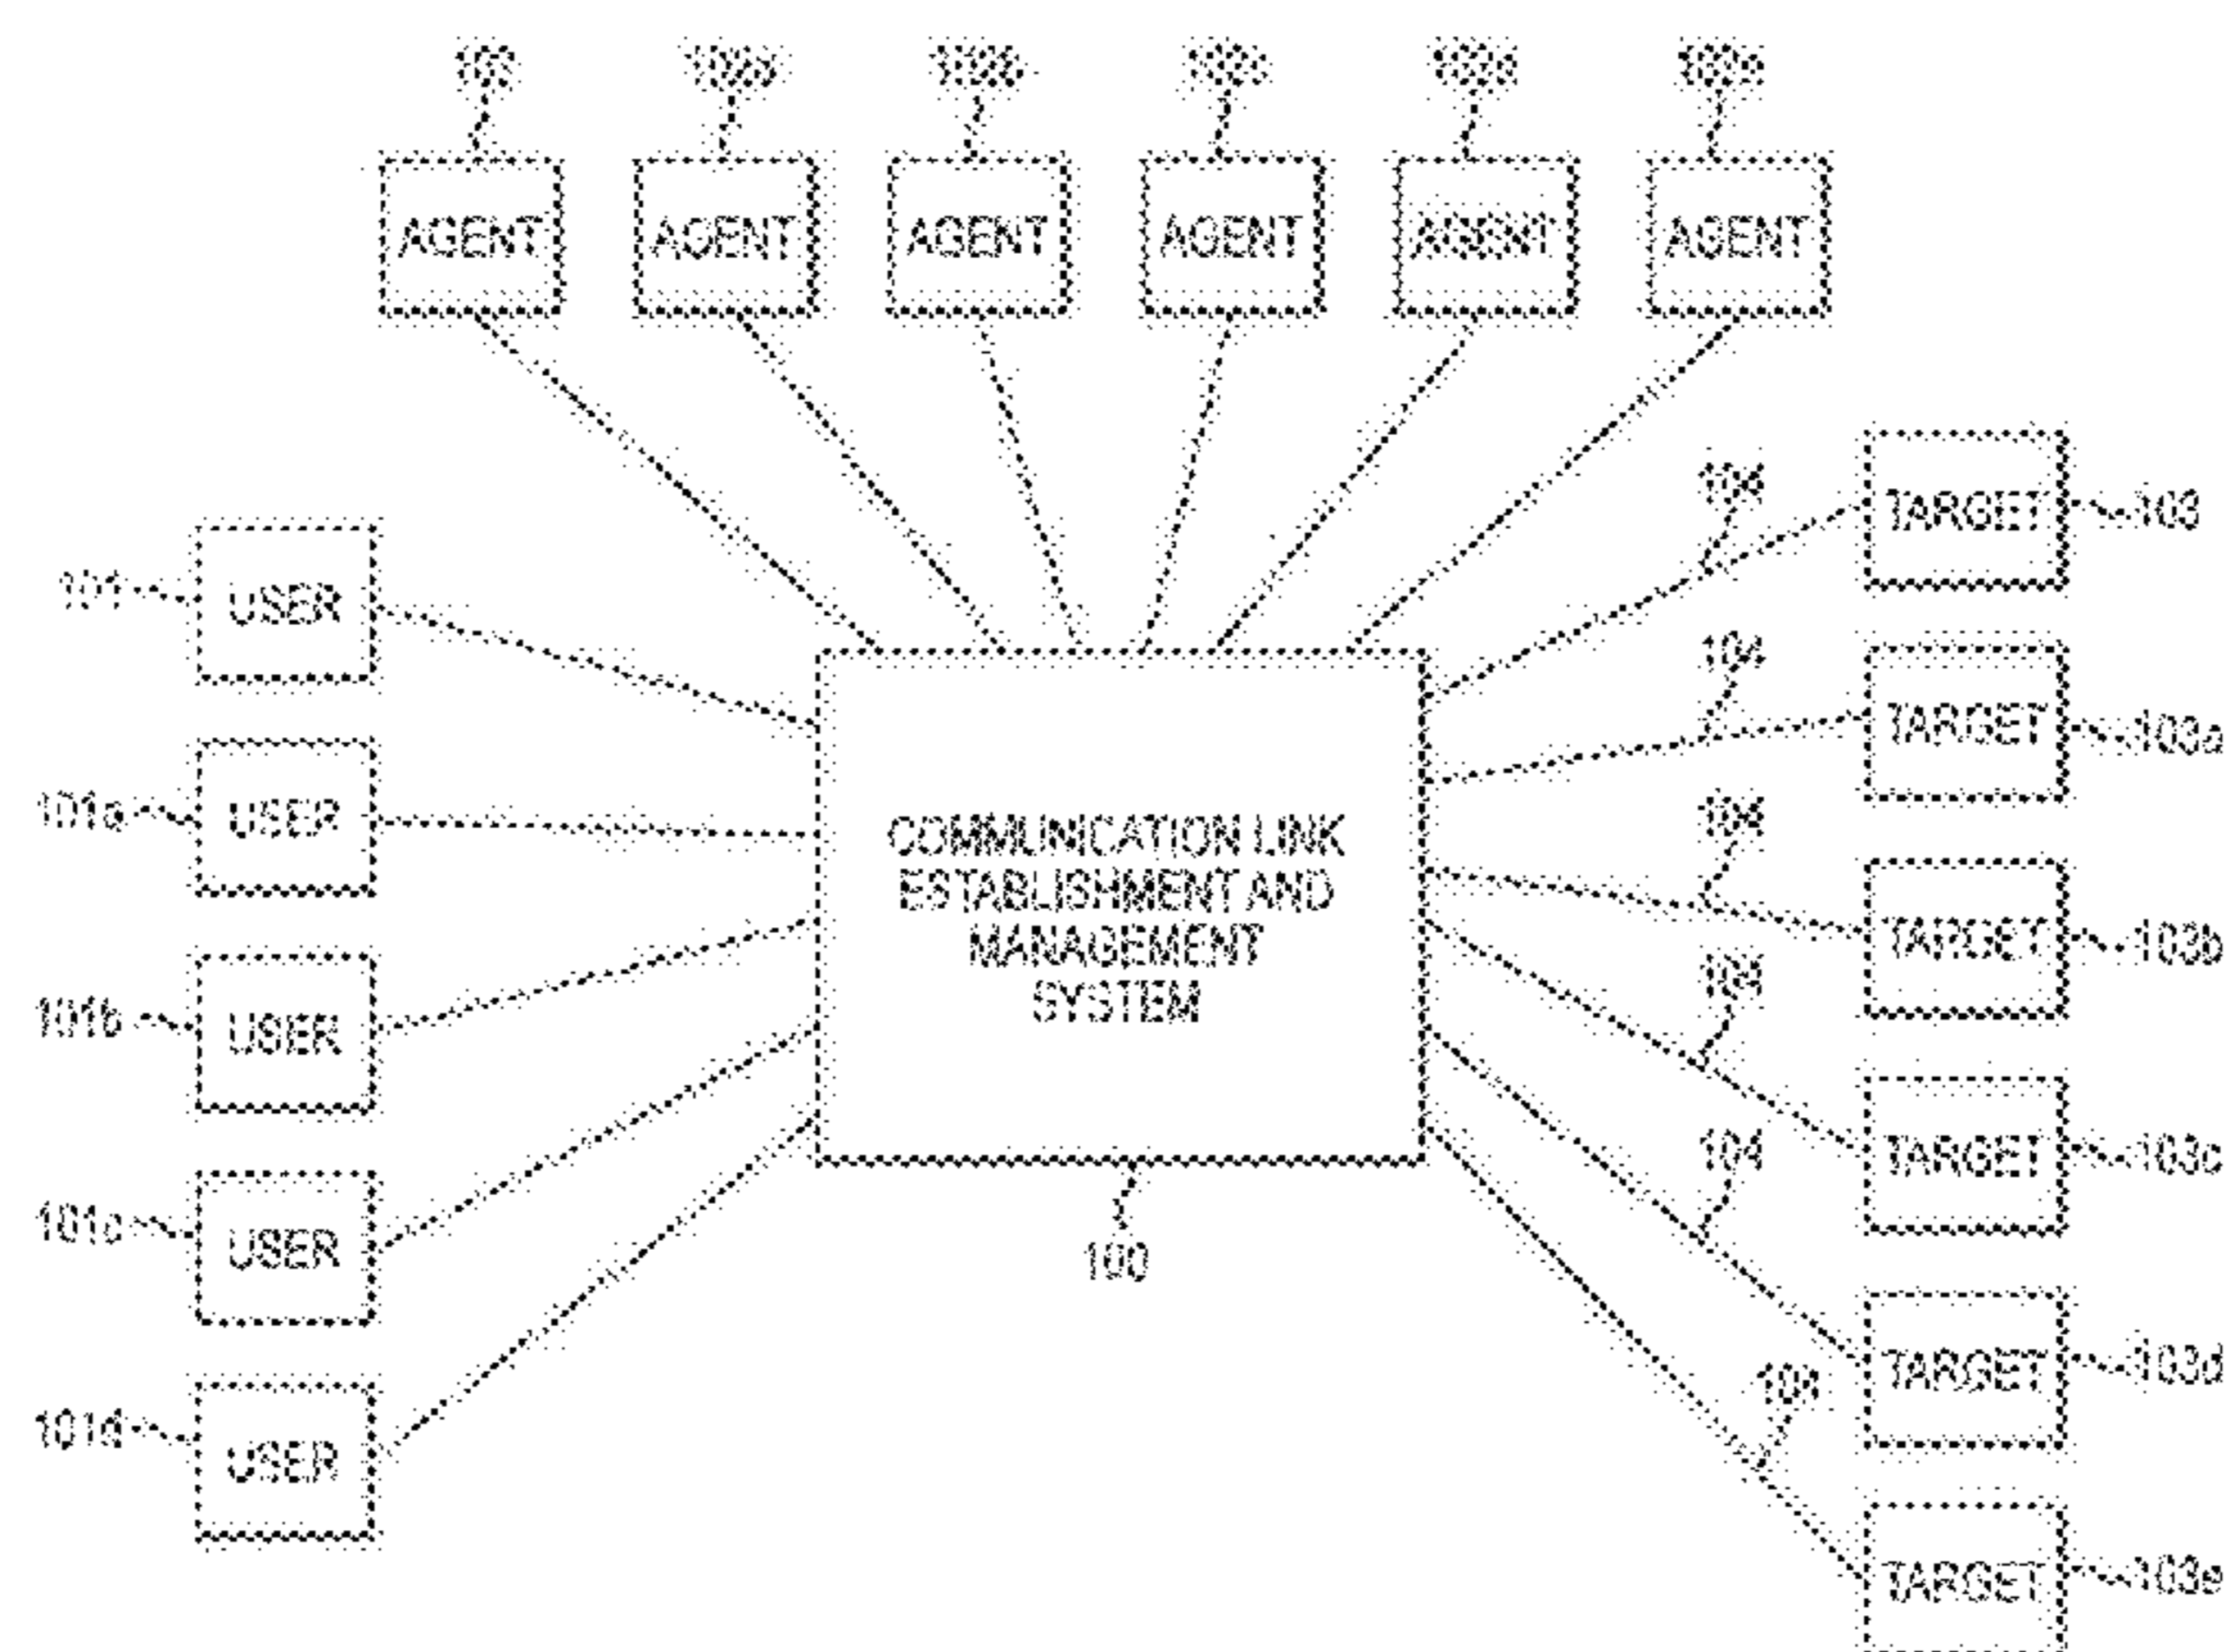 AGENT AGENT AGENT AGENT AGENT AGENT
TARGET 103
101 USER
104
TARGET 103a
101a USER
COMMUNICATION LINK
ESTABLISHMENT AND
MANAGEMENT
SYSTEM
TARGET 103b
101b USER
104
TARGET 103c
104
101c USER
100
TARGET 103d
101d USER
TARGET 103e